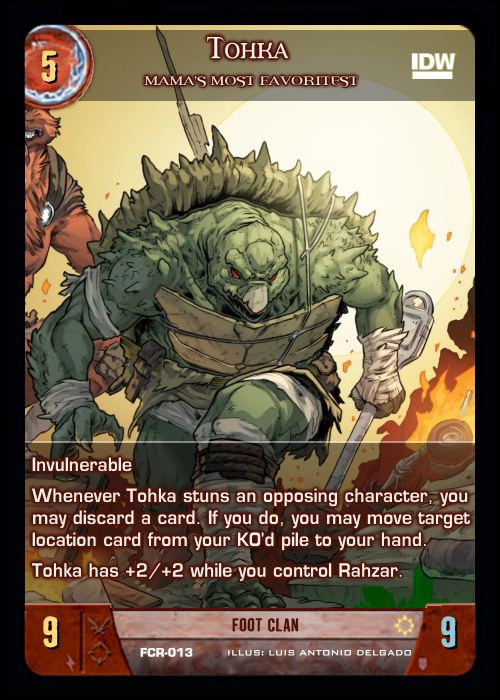 5
Tohka
IDW
Mama's Most Favoritest
Invulnerable
Whenever Tohka stuns an opposing character, you
may discard a card. If you do, you may move target
location card from your KO'd pile to your hand.
Tohka has +2/+2 while you control Rahzar.
9
FOOT CLAN
9
FCR-013
ILLUS: LUIS ANTONIO DELGADO